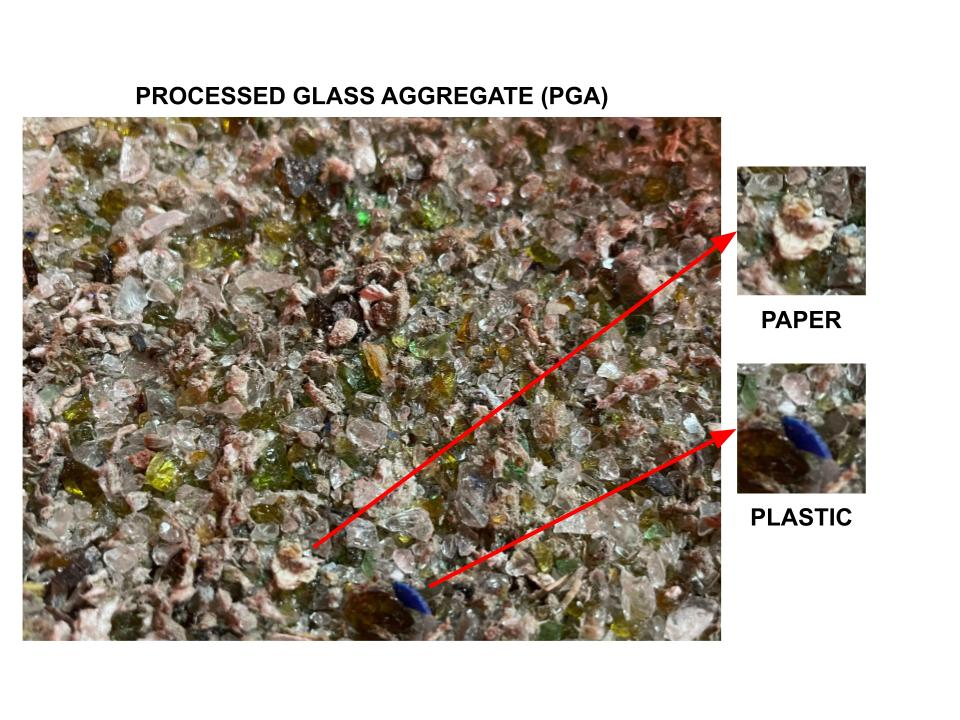 PROCESSED GLASS AGGREGATE (PGA)
PAPER
PLASTIC